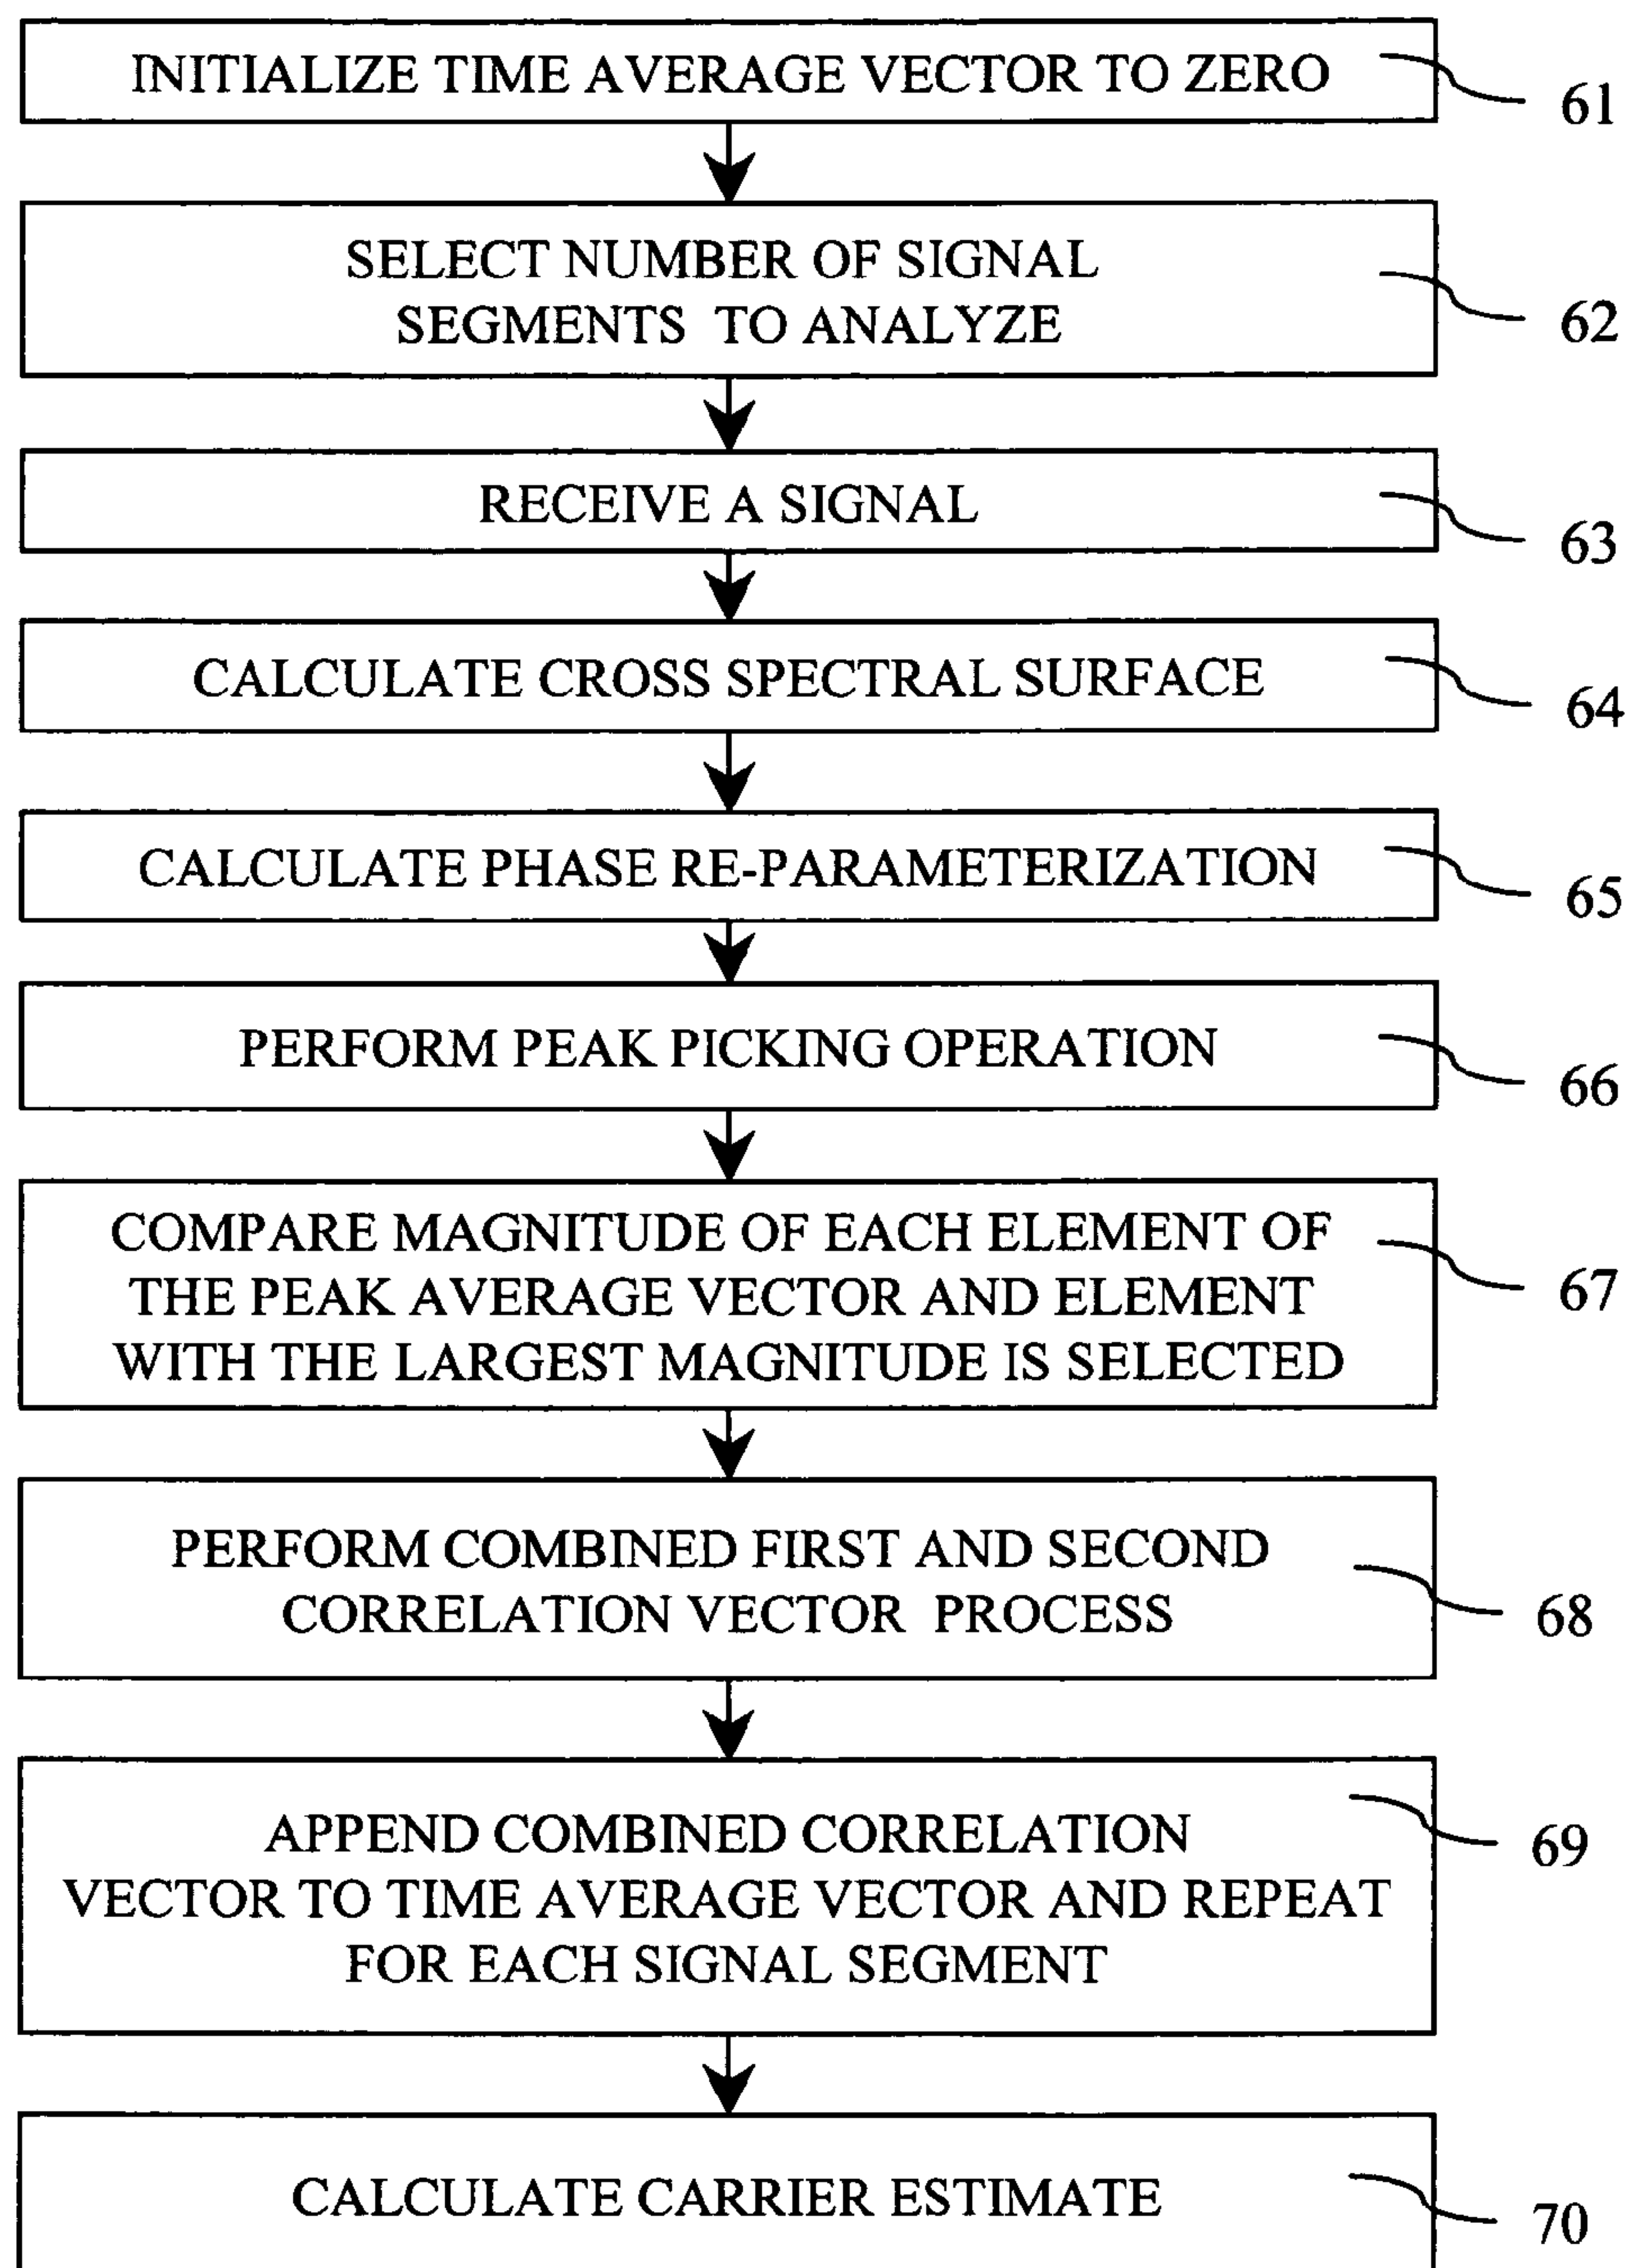 INITIALIZE TIME AVERAGE VECTOR TO ZERO
61
SELECT NUMBER OF SIGNAL
SEGMENTS TO ANALYZE
62
RECEIVE A SIGNAL
63
CALCULATE CROSS SPECTRAL SURFACE
64
CALCULATE PHASE RE-PARAMETERIZATION
65
PERFORM PEAK PICKING OPERATION
66
COMPARE MAGNITUDE OF EACH ELEMENT OF
THE PEAK AVERAGE VECTOR AND ELEMENT
WITH THE LARGEST MAGNITUDE IS SELECTED
67
PERFORM COMBINED FIRST AND SECOND
CORRELATION VECTOR PROCESS
68
APPEND COMBINED CORRELATION
VECTOR TO TIME AVERAGE VECTOR AND REPEAT
FOR EACH SIGNAL SEGMENT
69
CALCULATE CARRIER ESTIMATE
70